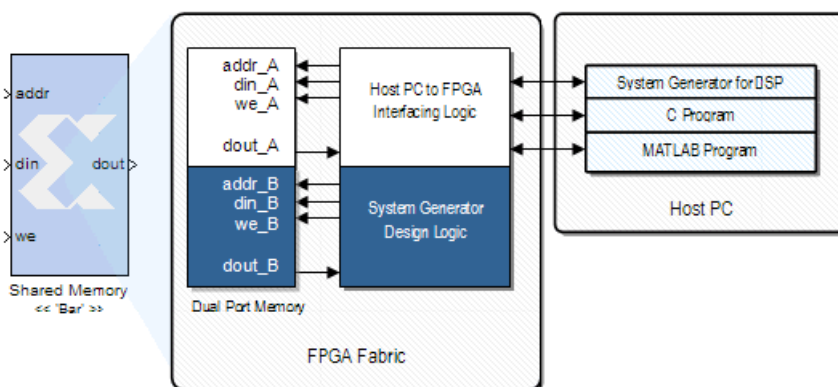 addr
din
dout
we
Shared Memory
<< 'Bar' >>
addr_A
din_A
we_A
dout_A
addr_B
din_B
we_B
dout_B
Dual Port Memory
Host PC to FPGA
Interfacing Logic
System Generator
Design Logic
FPGA Fabric
System Generator for SP
C Program
MATLAB Program
Host PC